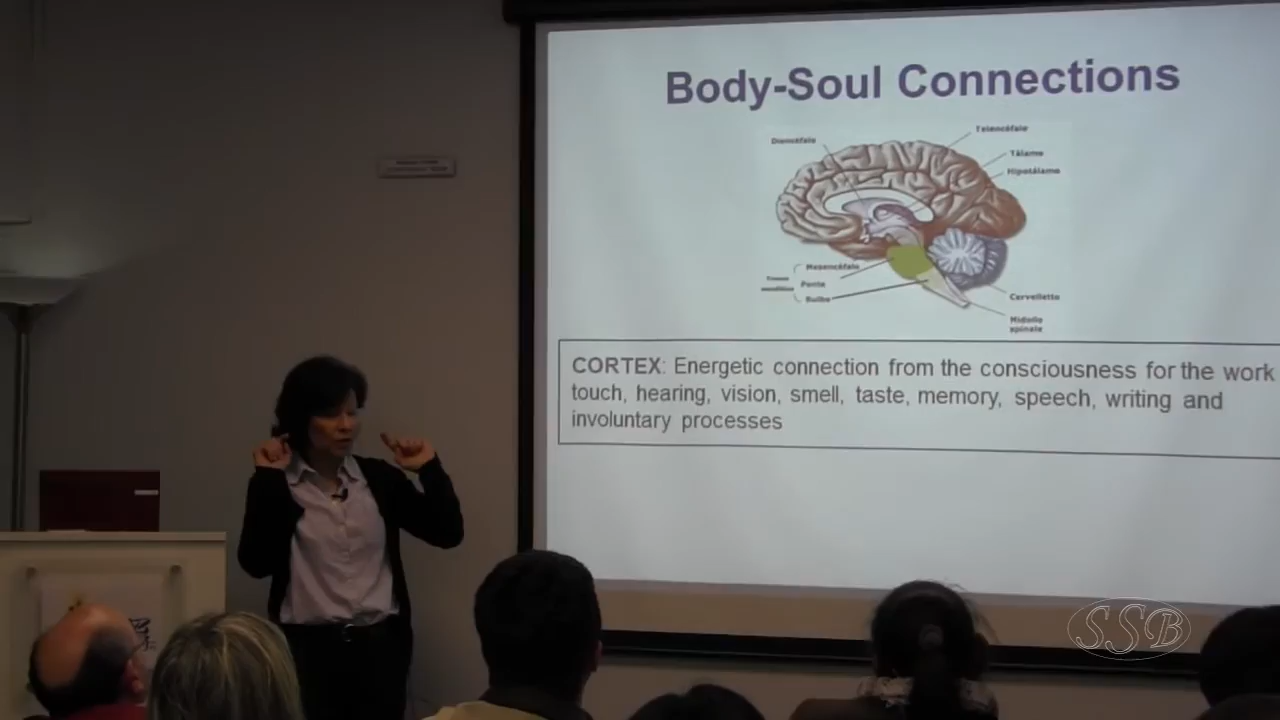 Body-Soul Connections
Telencéfalo
Diencéfalo
Tálamo
Hipotálamo
Mesencéfalo
Ponte
Bulbo
Cervelletto
Midollo
spinale
CORTEX: Energetic connection from the consciousness for the work
touch, hearing, vision, smell, taste, memory, speech, writing and
involuntary processes
SSB